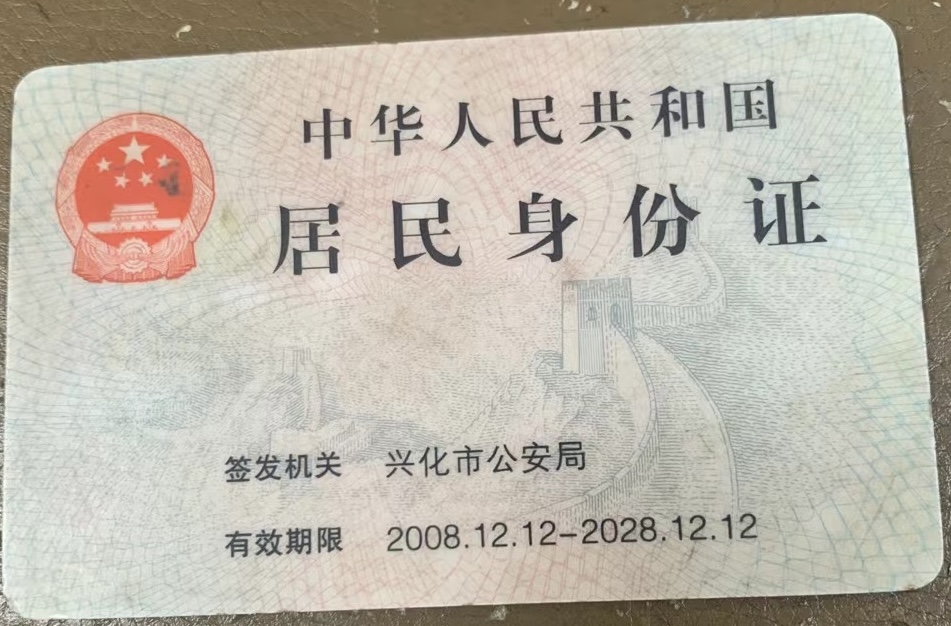 中华人民共和国
居民身份证
签发机关 兴化市公安局
有效期限 2008.12.12-2028.12.12